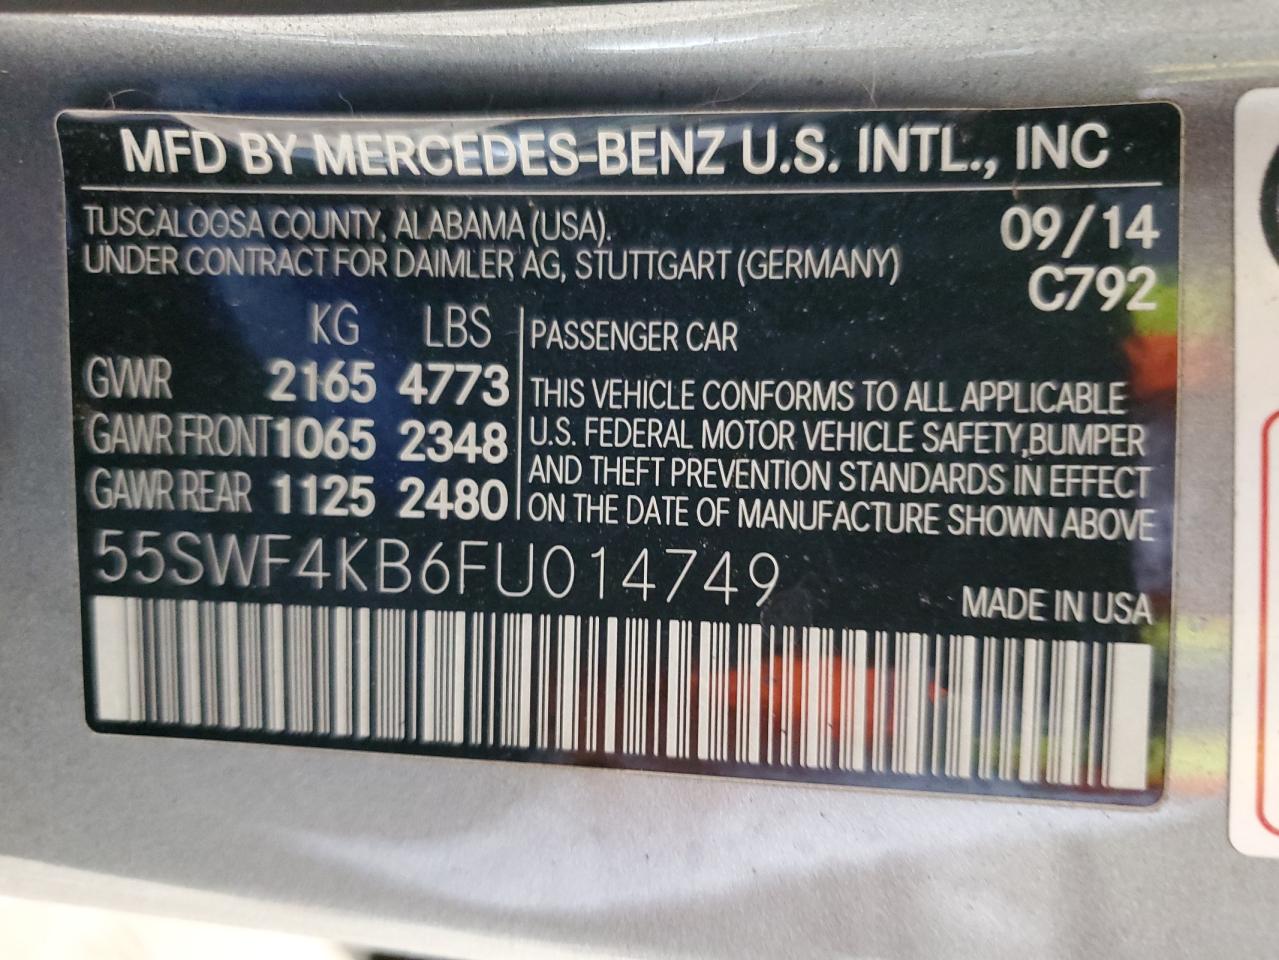 MFD BY MERCEDES-BENZ U.S. INTL., INC
TUSCALOOSA COUNTY, ALABAMA (USA).
09/14
UNDER CONTRACT FOR DAIMLER AG, STUTTGART (GERMANY)
C792
KG LBS
GVWR 2165 4773
GAWR FRONT 1065 2348
GAWR REAR 1125 2480
PASSENGER CAR
THIS VEHICLE CONFORMS TO ALL APPLICABLE
U.S. FEDERAL MOTOR VEHICLE SAFETY,BUMPER
AND THEFT PREVENTION STANDARDS IN EFFECT
ON THE DATE OF MANUFACTURE SHOWN ABOVE
55SWF4KB6FU014749
MADE IN USA